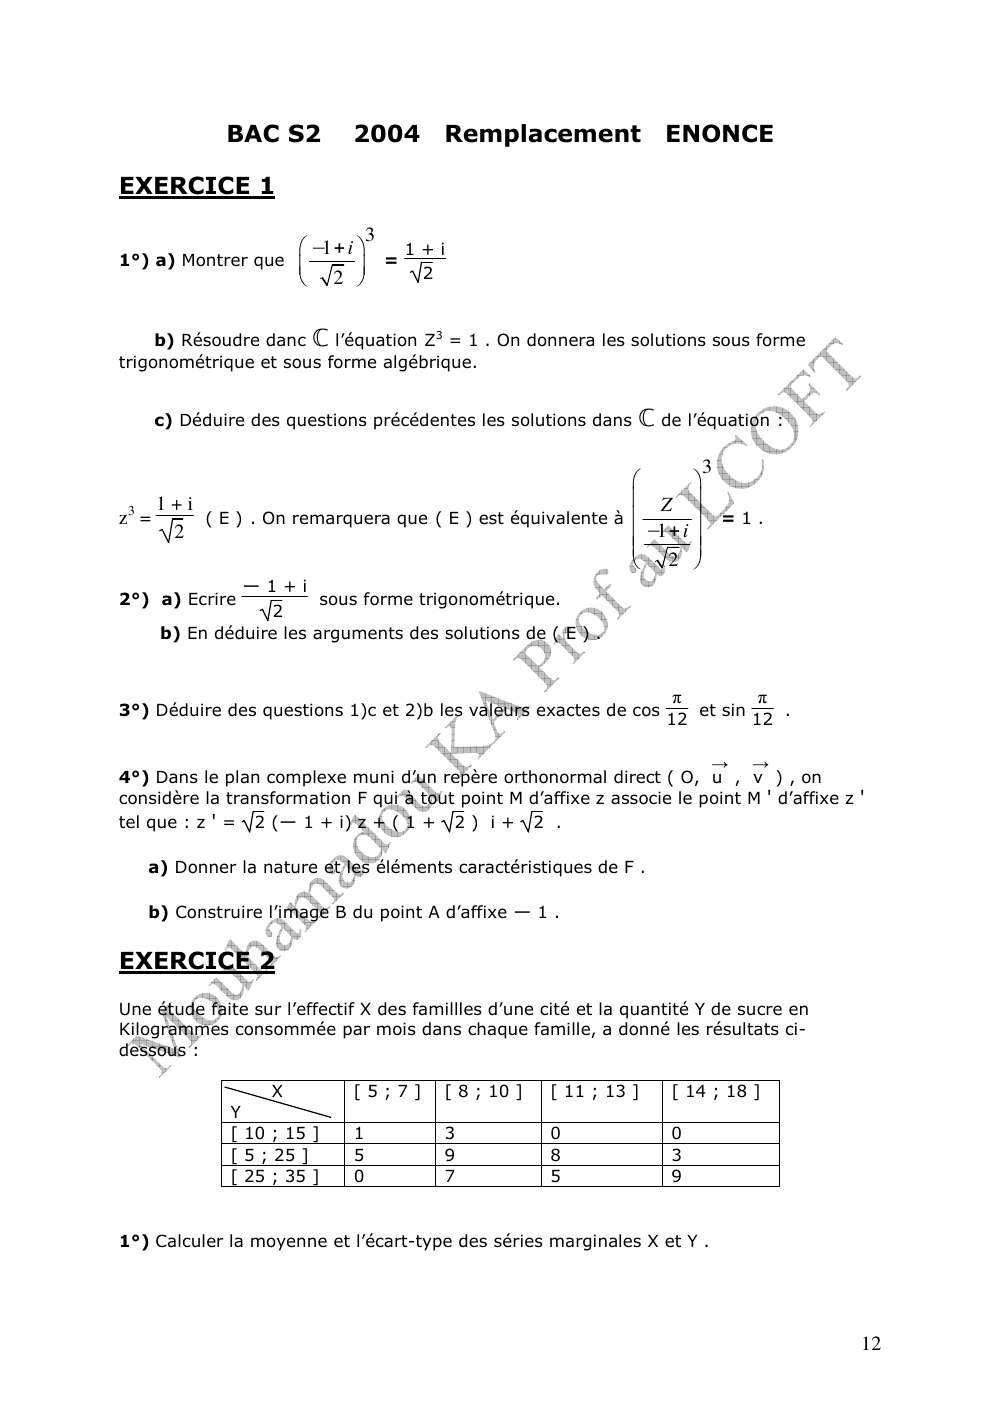 BAC S2 2004 Remplacement ENONCE
EXERCICE 1
1°) a) Montrer que ((−1 + i)/√2)³ = (1 + i)/√2
b) Résoudre danc ℂ l’équation Z³ = 1 . On donnera les solutions sous forme
trigonométrique et sous forme algébrique.
c) Déduire des questions précédentes les solutions dans ℂ de l’équation :
z³ = (1 + i)/√2 ( E ) . On remarquera que ( E ) est équivalente à (Z/((−1 + i)/√2))³ = 1 .
2°) a) Ecrire (— 1 + i)/√2 sous forme trigonométrique.
b) En déduire les arguments des solutions de ( E ) .
3°) Déduire des questions 1)c et 2)b les valeurs exactes de cos π/12 et sin π/12 .
4°) Dans le plan complexe muni d’un repère orthonormal direct ( O, u⃗ , v⃗ ) , on
considère la transformation F qui à tout point M d’affixe z associe le point M ' d’affixe z '
tel que : z ' = √2 (— 1 + i) z + ( 1 + √2 ) i + √2 .
a) Donner la nature et les éléments caractéristiques de F .
b) Construire l’image B du point A d’affixe — 1 .
EXERCICE 2
Une étude faite sur l’effectif X des famillles d’une cité et la quantité Y de sucre en
Kilogrammes consommée par mois dans chaque famille, a donné les résultats ci-
dessous :
X [ 5 ; 7 ] [ 8 ; 10 ] [ 11 ; 13 ] [ 14 ; 18 ]
Y
[ 10 ; 15 ] 1 3 0 0
[ 5 ; 25 ] 5 9 8 3
[ 25 ; 35 ] 0 7 5 9
1°) Calculer la moyenne et l’écart-type des séries marginales X et Y .
12
Mouhamadou KA Prof au LCOFT